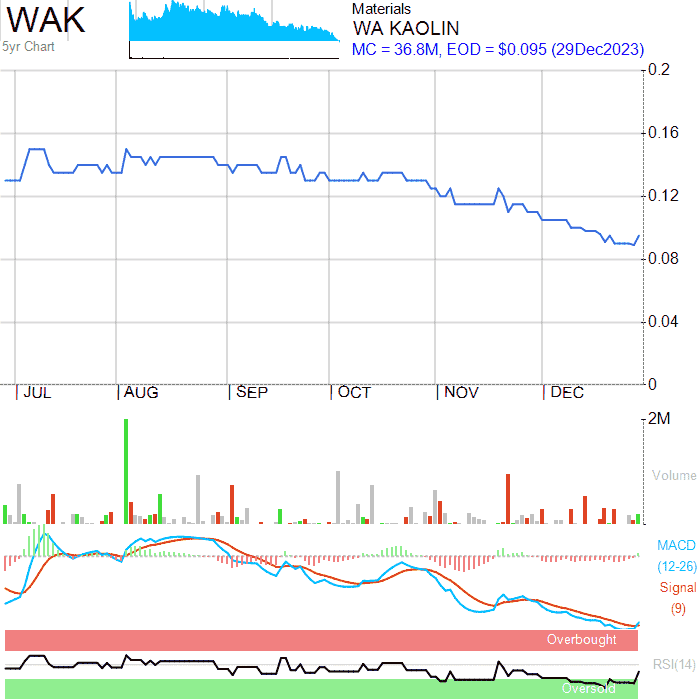 WAK
5yr Chart
Materials
WA KAOLIN
MC = 36.8M, EOD = $0.095 (29Dec2023)
0.2
0.16
0.12
0.08
0.04
0
JUL AUG SEP OCT NOV DEC
2M
Volume
MACD
(12-26)
Signal
(9)
Overbought
RSI(14)
Oversold